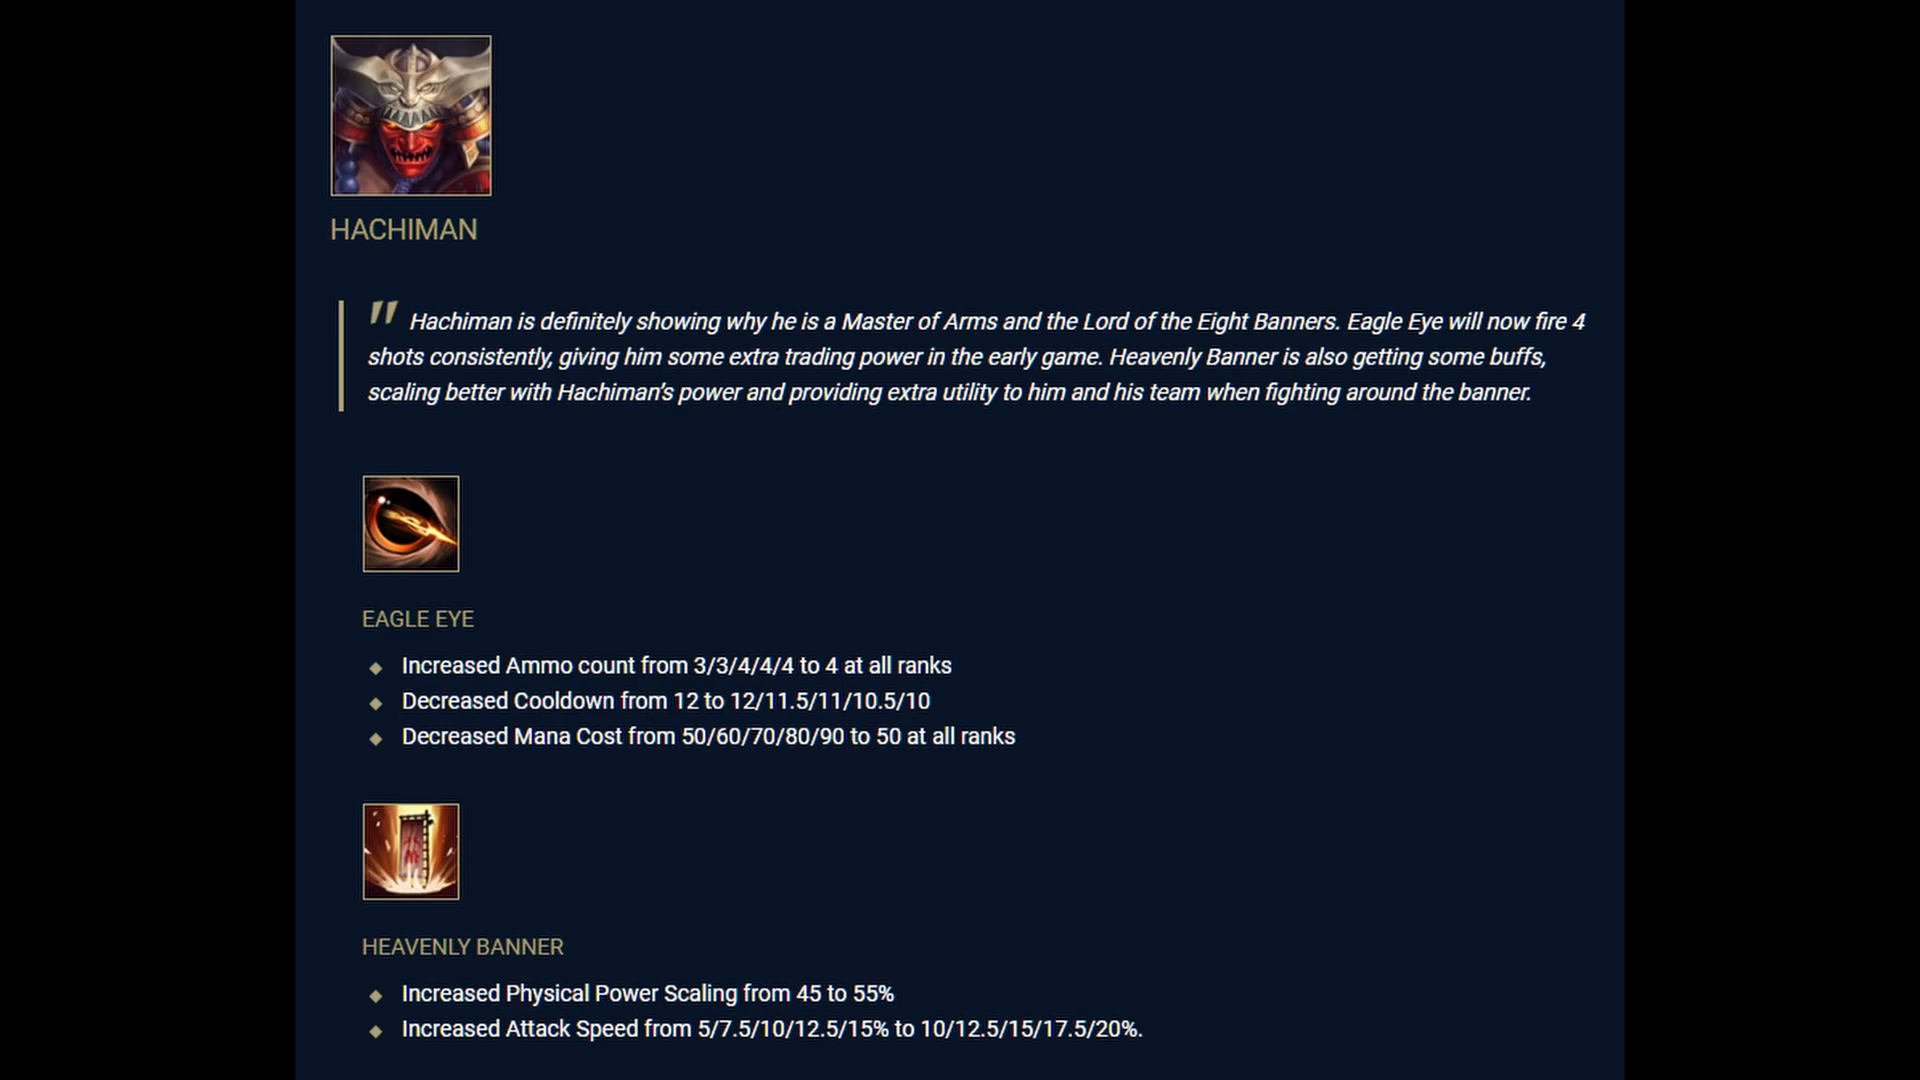 HACHIMAN
" Hachiman is definitely showing why he is a Master of Arms and the Lord of the Eight Banners. Eagle Eye will now fire 4
shots consistently, giving him some extra trading power in the early game. Heavenly Banner is also getting some buffs,
scaling better with Hachiman's power and providing extra utility to him and his team when fighting around the banner.
EAGLE EYE
Increased Ammo count from 3/3/4/4/4 to 4 at all ranks
Decreased Cooldown from 12 to 12/11.5/11/10.5/10
Decreased Mana Cost from 50/60/70/80/90 to 50 at all ranks
HEAVENLY BANNER
Increased Physical Power Scaling from 45 to 55%
Increased Attack Speed from 5/7.5/10/12.5/15% to 10/12.5/15/17.5/20%.